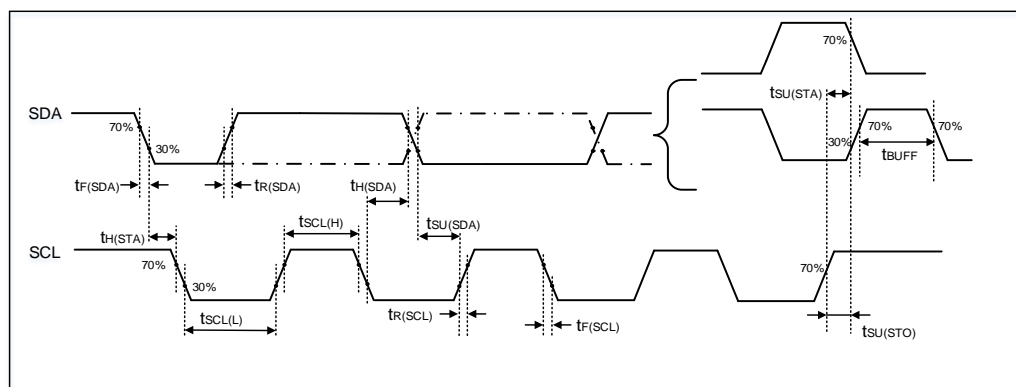 70%
tSU(STA)
SDA
70%
30%
30%
70%
70%
tBUFF
tF(SDA)
tR(SDA)
tH(SDA)
tH(STA)
tSCL(H)
tSU(SDA)
SCL
70%
30%
70%
tSCL(L)
tR(SCL)
tF(SCL)
tSU(STO)